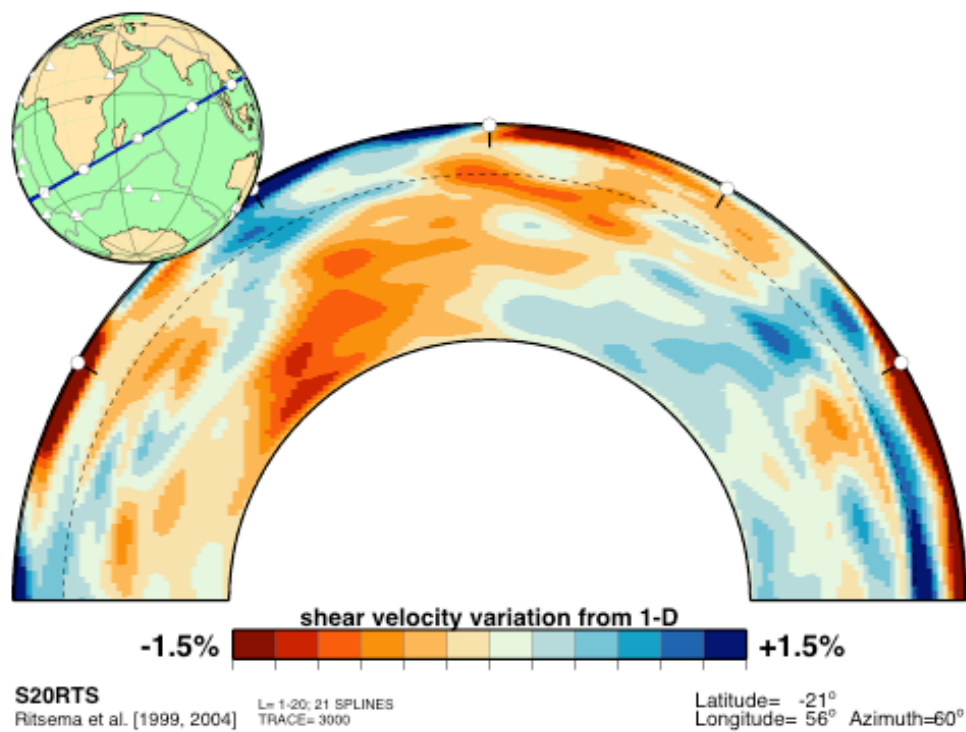 shear velocity variation from 1-D
-1.5% +1.5%
S20RTS
Ritsema et al. [1999, 2004]
L= 1-20; 21 SPLINES
TRACE= 3000
Latitude= -21°
Longitude= 56° Azimuth=60°